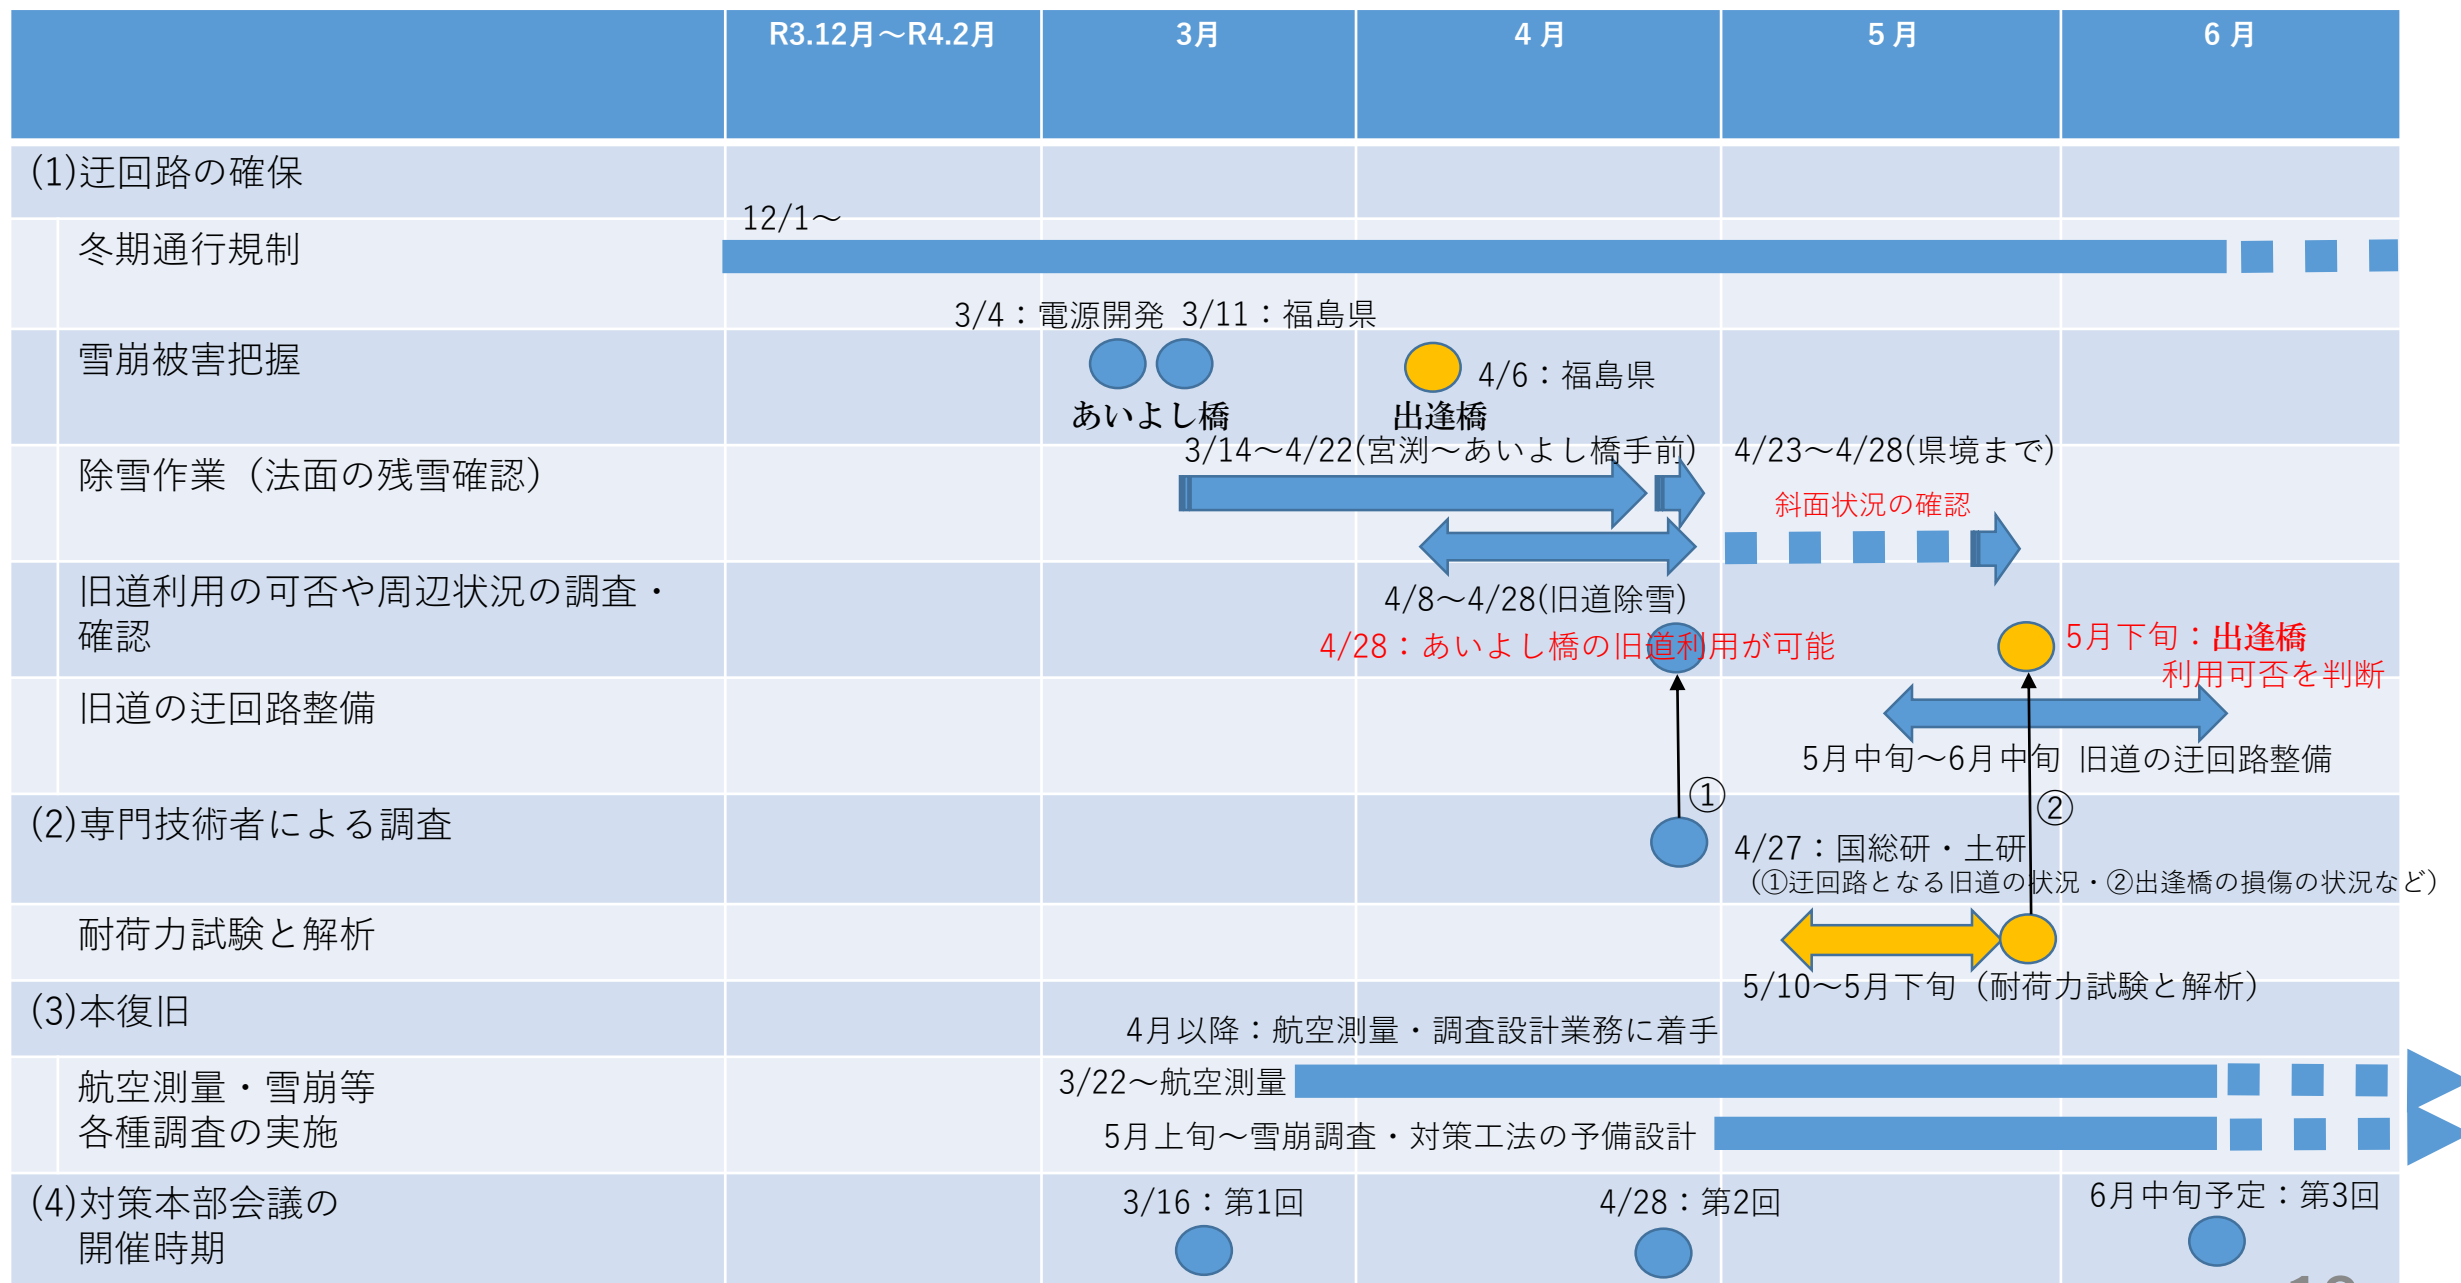 R3.12月～R4.2月
3月
4 月
5 月
6 月
(1)迂回路の確保
12/1～
冬期通行規制
3/4：電源開発 3/11：福島県
雪崩被害把握
4/6：福島県
あいよし橋
出逢橋
3/14～4/22(宮渕～あいよし橋手前)
4/23～4/28(県境まで)
除雪作業（法面の残雪確認）
斜面状況の確認
旧道利用の可否や周辺状況の調査・
確認
4/8～4/28(旧道除雪)
4/28：あいよし橋の旧道利用が可能
5月下旬：出逢橋
利用可否を判断
旧道の迂回路整備
5月中旬～6月中旬 旧道の迂回路整備
①
②
(2)専門技術者による調査
4/27：国総研・土研
（①迂回路となる旧道の状況・②出逢橋の損傷の状況など）
耐荷力試験と解析
5/10～5月下旬（耐荷力試験と解析）
(3)本復旧
4月以降：航空測量・調査設計業務に着手
航空測量・雪崩等
各種調査の実施
3/22～航空測量
5月上旬～雪崩調査・対策工法の予備設計
(4)対策本部会議の
開催時期
3/16：第1回
4/28：第2回
6月中旬予定：第3回